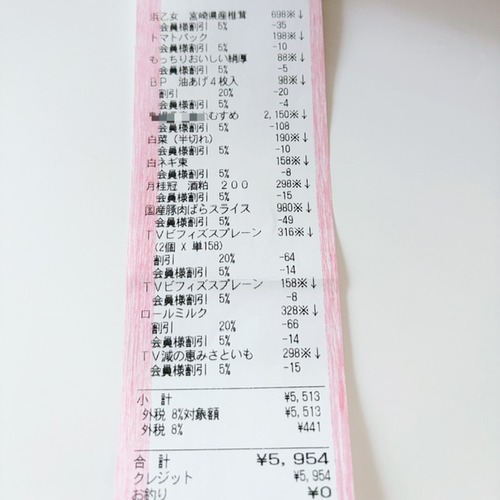 浜乙女 宮崎県産椎茸 698※↓
会員様割引 5% -35
トマトパック 198※↓
会員様割引 5% -10
もっちりおいしい絹厚 88※↓
会員様割引 5% -5
BP 油あげ4枚入 98※↓
割引 20% -20
会員様割引 5% -4
むすめ 2,150※↓
会員様割引 5% -108
白菜(半切れ) 190※↓
会員様割引 5% -10
白ネギ束 158※↓
会員様割引 5% -8
月桂冠 酒粕 200 298※↓
会員様割引 5% -15
国産豚肉ばらスライス 980※↓
会員様割引 5% -49
TVビフィズスプレーン 316※↓
(2個 X 単158)
割引 20% -64
会員様割引 5% -14
TVビフィズスプレーン 158※↓
会員様割引 5% -8
ロールミルク 328※↓
割引 20% -66
会員様割引 5% -14
TV減の恵みさといも 298※↓
会員様割引 5% -15
小 計 ¥5,513
外税 8%対象額 ¥5,513
外税 8% ¥441
合 計 ¥5,954
クレジット ¥5,954
お釣り ¥0